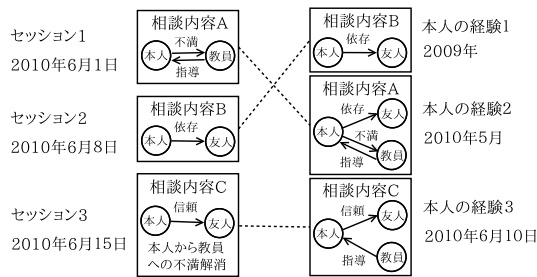 セッション1
2010年6月1日
相談内容A
不満
本人
教員
指導
セッション2
2010年6月8日
相談内容B
依存
本人
友人
セッション3
2010年6月15日
相談内容C
信頼
本人
友人
本人から教員
への不満解消
相談内容B
依存
本人
友人
本人の経験1
2009年
相談内容A
依存
友人
本人
不満
教員
指導
本人の経験2
2010年5月
相談内容C
信頼
友人
本人
指導
教員
本人の経験3
2010年6月10日